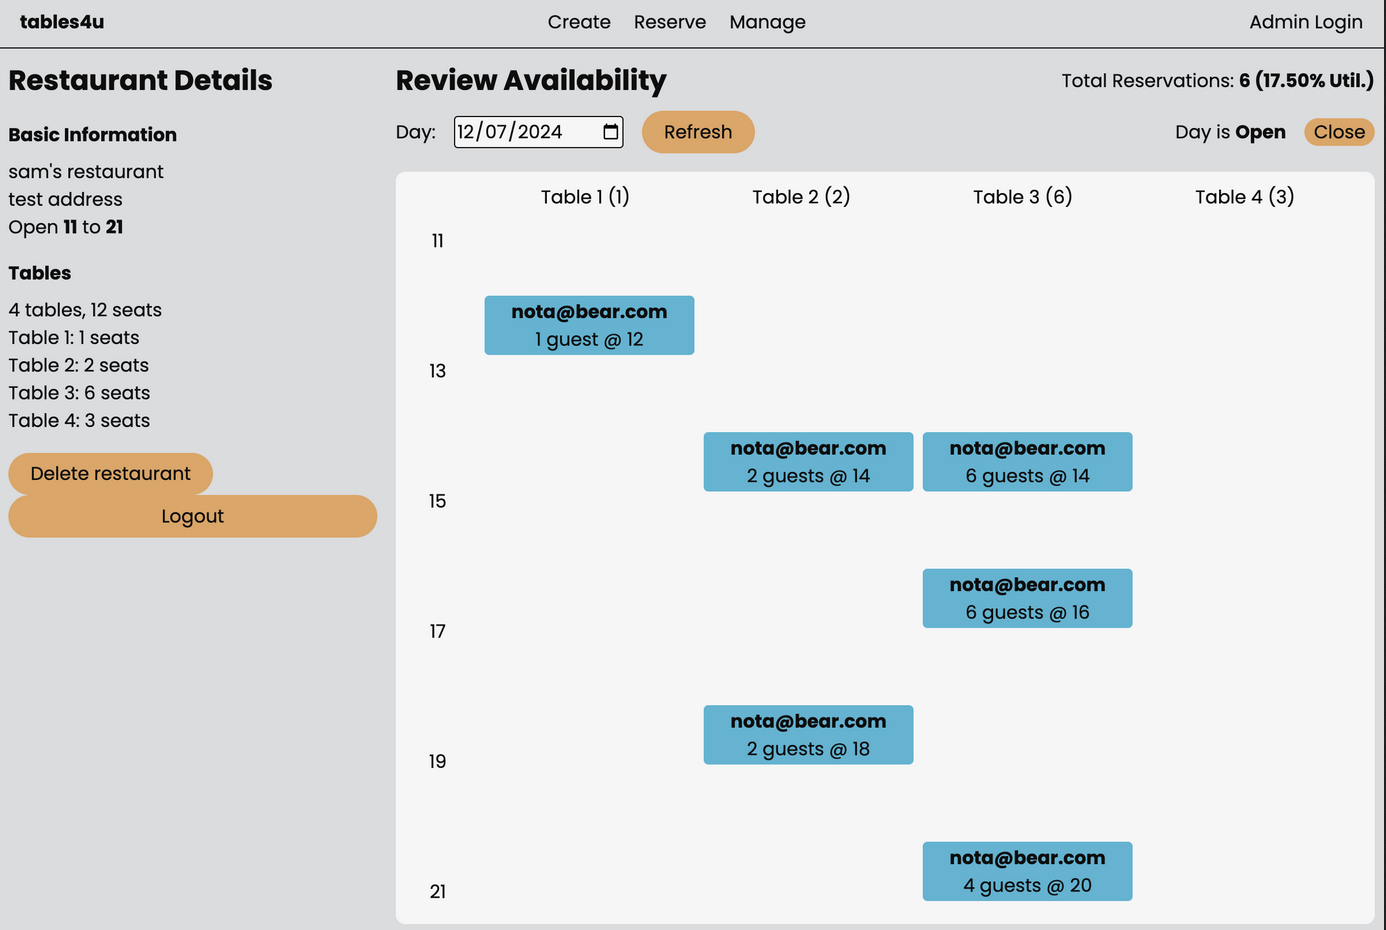 tables4u
Create Reserve Manage
Admin Login
Restaurant Details
Basic Information
sam's restaurant
test address
Open 11 to 21
Tables
4 tables, 12 seats
Table 1: 1 seats
Table 2: 2 seats
Table 3: 6 seats
Table 4: 3 seats
Delete restaurant
Logout
Review Availability
Total Reservations: 6 (17.50% Util.)
Day: 12/07/2024 Refresh
Day is Open Close
Table 1 (1) Table 2 (2) Table 3 (6) Table 4 (3)
11
nota@bear.com
1 guest @ 12
13
nota@bear.com nota@bear.com
2 guests @ 14 6 guests @ 14
15
nota@bear.com
6 guests @ 16
17
nota@bear.com
2 guests @ 18
19
nota@bear.com
4 guests @ 20
21